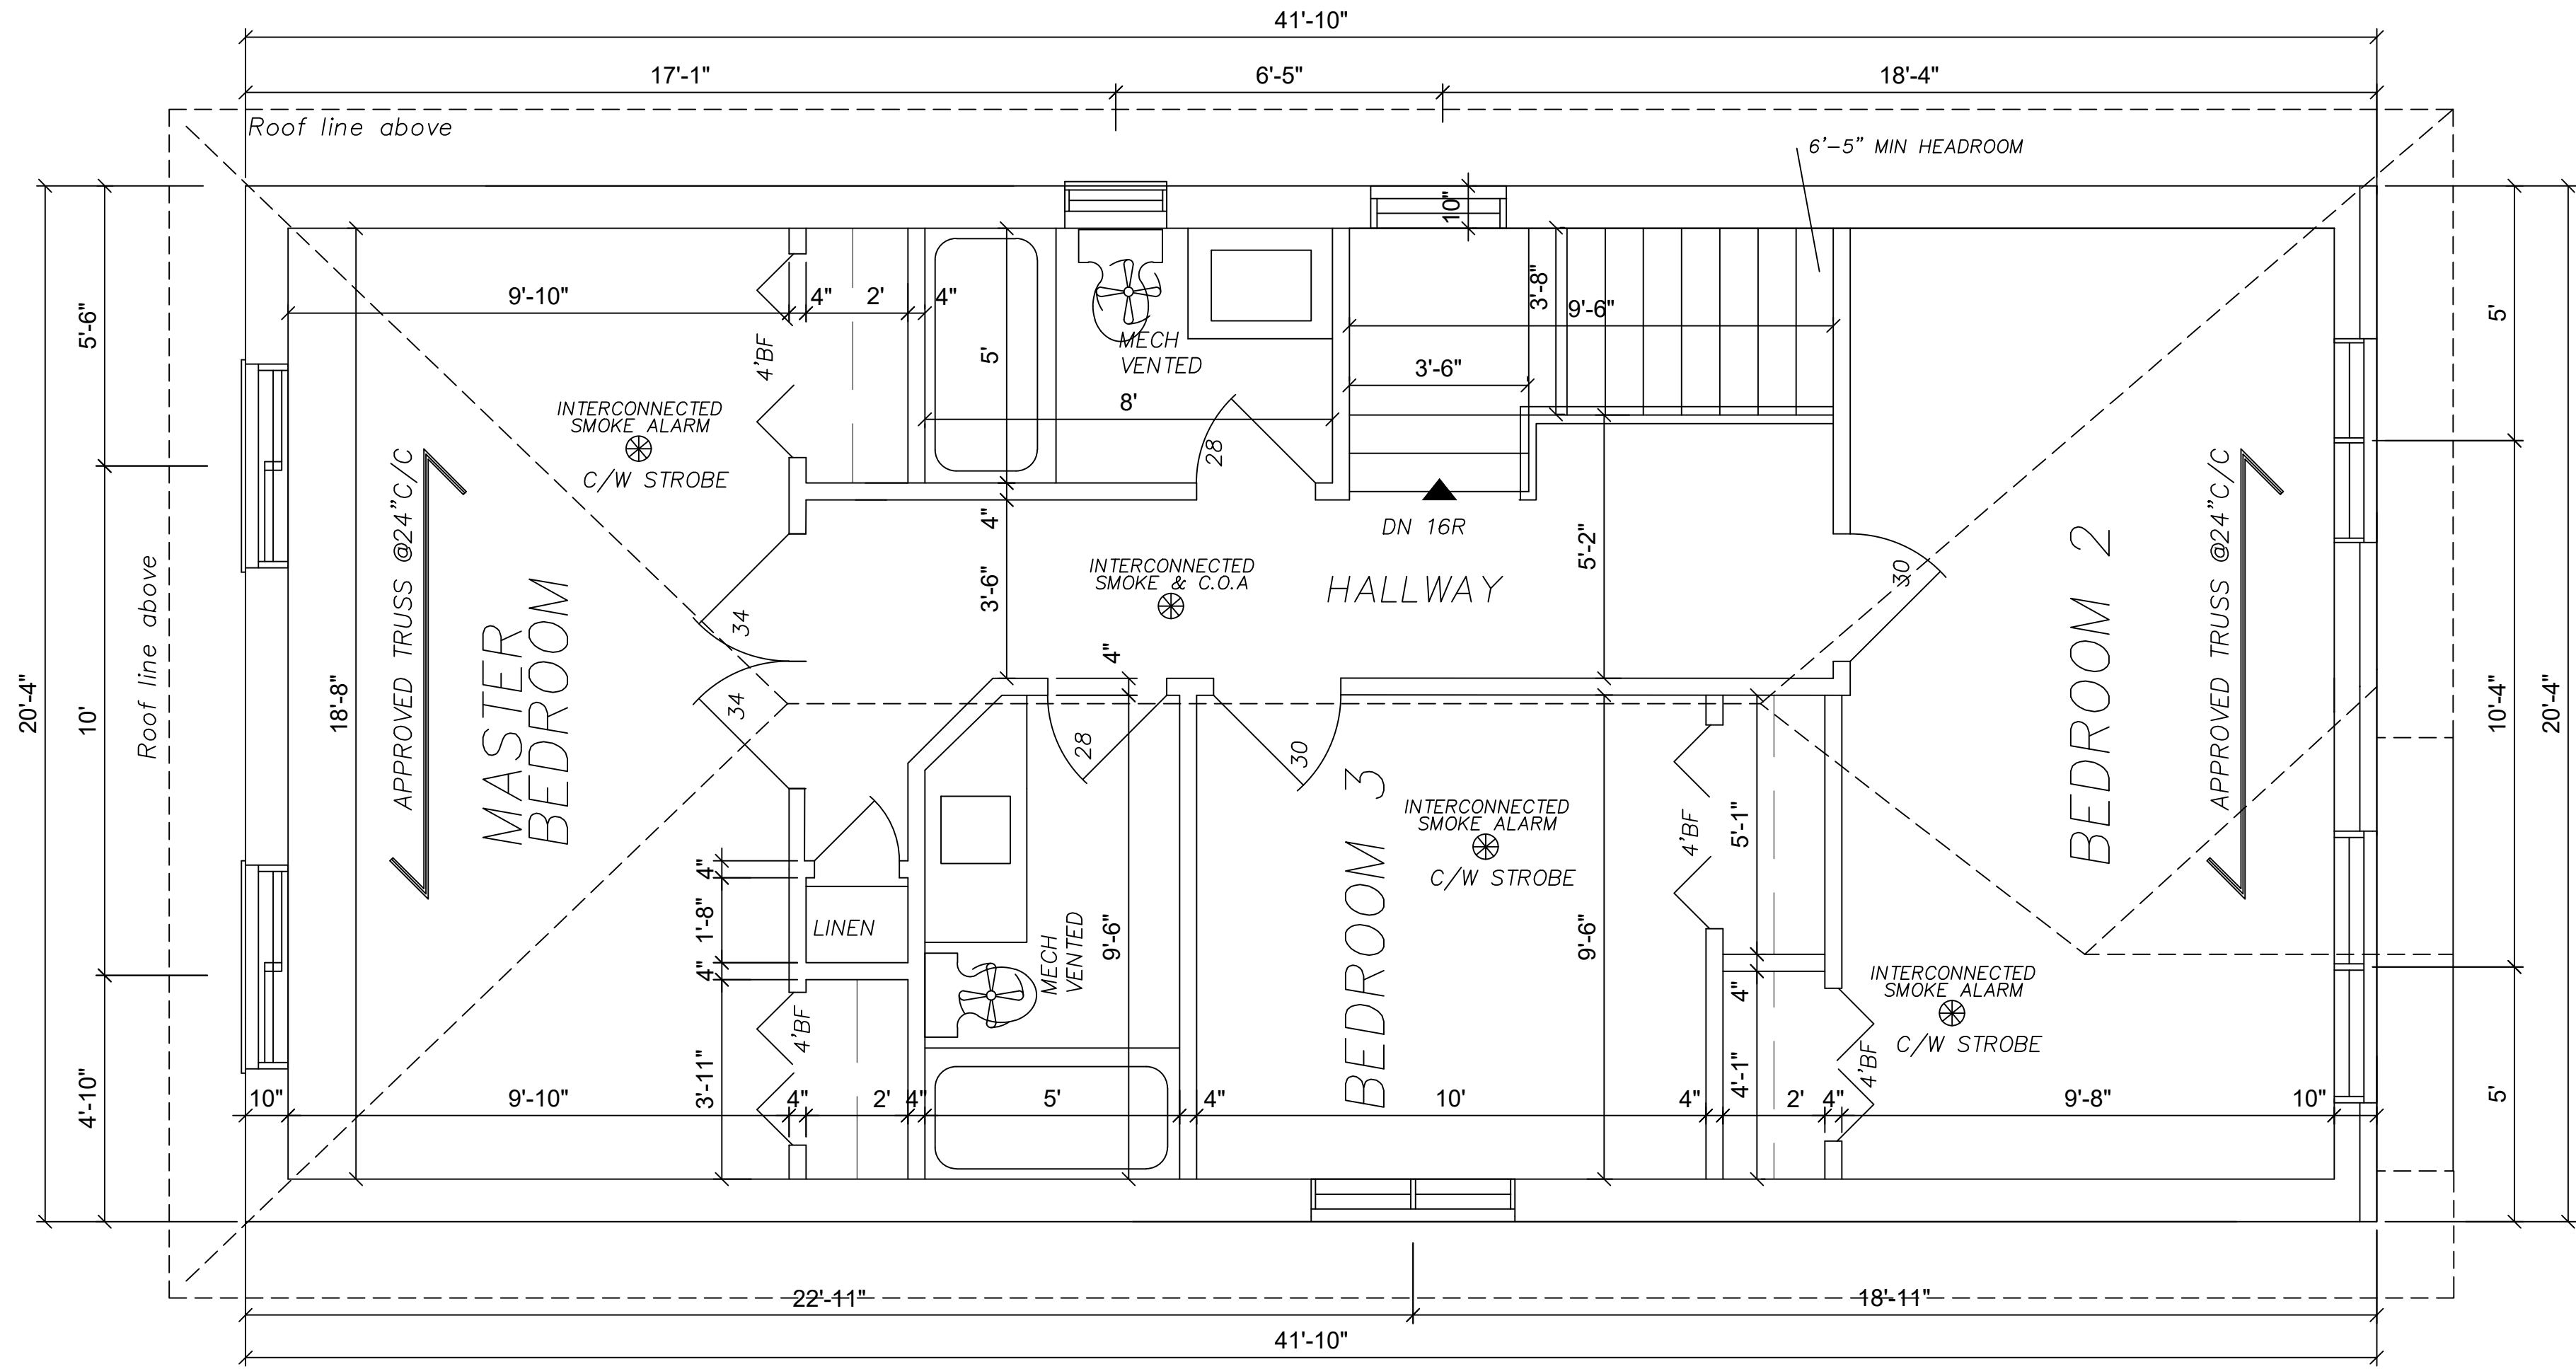 41'-10"
17'-1" 6'-5" 18'-4"
Roof line above
6'-5" MIN HEADROOM
10"
5'-6"
9'-10" 4" 2' 4"
3'-8"
9'-6"
5'
4'BF
5'
MECH
VENTED
3'-6"
8'
INTERCONNECTED
SMOKE ALARM
C/W STROBE
28
APPROVED TRUSS @24"C/C
APPROVED TRUSS @24"C/C
4"
DN 16R
5'-2"
INTERCONNECTED
SMOKE & C.O.A
3'-6"
HALLWAY
30
34
Roof line above
MASTER
BEDROOM
BEDROOM 2
20'-4"
10'
18'-8"
4"
34
28
30
10'-4"
20'-4"
INTERCONNECTED
SMOKE ALARM
C/W STROBE
4'BF
5'-1"
4"
1'-8"
LINEN
4"
MECH
VENTED
9'-6"
BEDROOM 3
9'-6"
4"
INTERCONNECTED
SMOKE ALARM
C/W STROBE
4'BF
3'-11"
4'-1"
4'BF
4'-10"
5'
10" 9'-10" 4" 2' 4" 5' 4" 10' 4" 2' 4" 9'-8" 10"
22'-11" 18'-11"
41'-10"